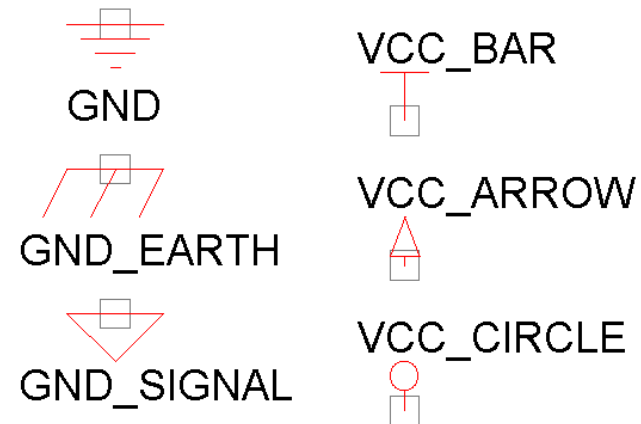 GND
GND_EARTH
GND_SIGNAL
VCC_BAR
VCC_ARROW
VCC_CIRCLE